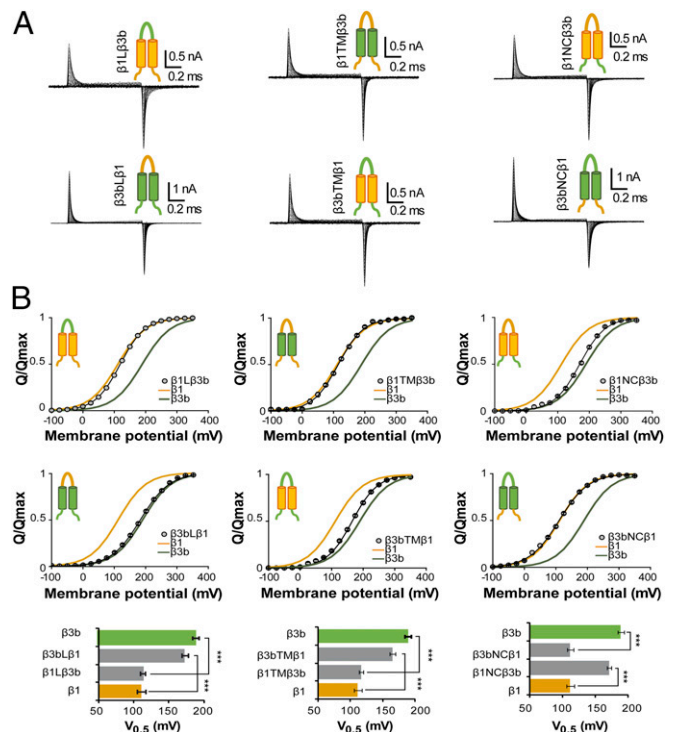 A
β1Lβ3b
0.5 nA
0.2 ms
β1TMβ3b
0.5 nA
0.2 ms
β1NCβ3b
0.5 nA
0.2 ms
β3bLβ1
1 nA
0.2 ms
β3bTMβ1
0.5 nA
0.2 ms
β3bNCβ1
1 nA
0.2 ms
B
Q/Qmax
1
0.5
0
β1Lβ3b
β1
β3b
-100 0 100 200 300 400
Membrane potential (mV)
Q/Qmax
1
0.5
0
β1TMβ3b
β1
β3b
-100 0 100 200 300 400
Membrane potential (mV)
Q/Qmax
1
0.5
0
β1NCβ3b
β1
β3b
-100 0 100 200 300 400
Membrane potential (mV)
Q/Qmax
1
0.5
β3bLβ1
β1
β3b
-100 0 100 200 300 400
Membrane potential (mV)
Q/Qmax
1
0.5
β3bTMβ1
β1
β3b
-100 0 100 200 300 400
Membrane potential (mV)
Q/Qmax
1
0.5
β3bNCβ1
β1
β3b
-100 0 100 200 300 400
Membrane potential (mV)
β3b
β3bLβ1
β1Lβ3b
β1
***
***
50 100 150 200
V0.5 (mV)
β3b
β3bTMβ1
β1TMβ3b
β1
***
***
50 100 150 200
V0.5 (mV)
β3b
β3bNCβ1
β1NCβ3b
β1
***
***
50 100 150 200
V0.5 (mV)